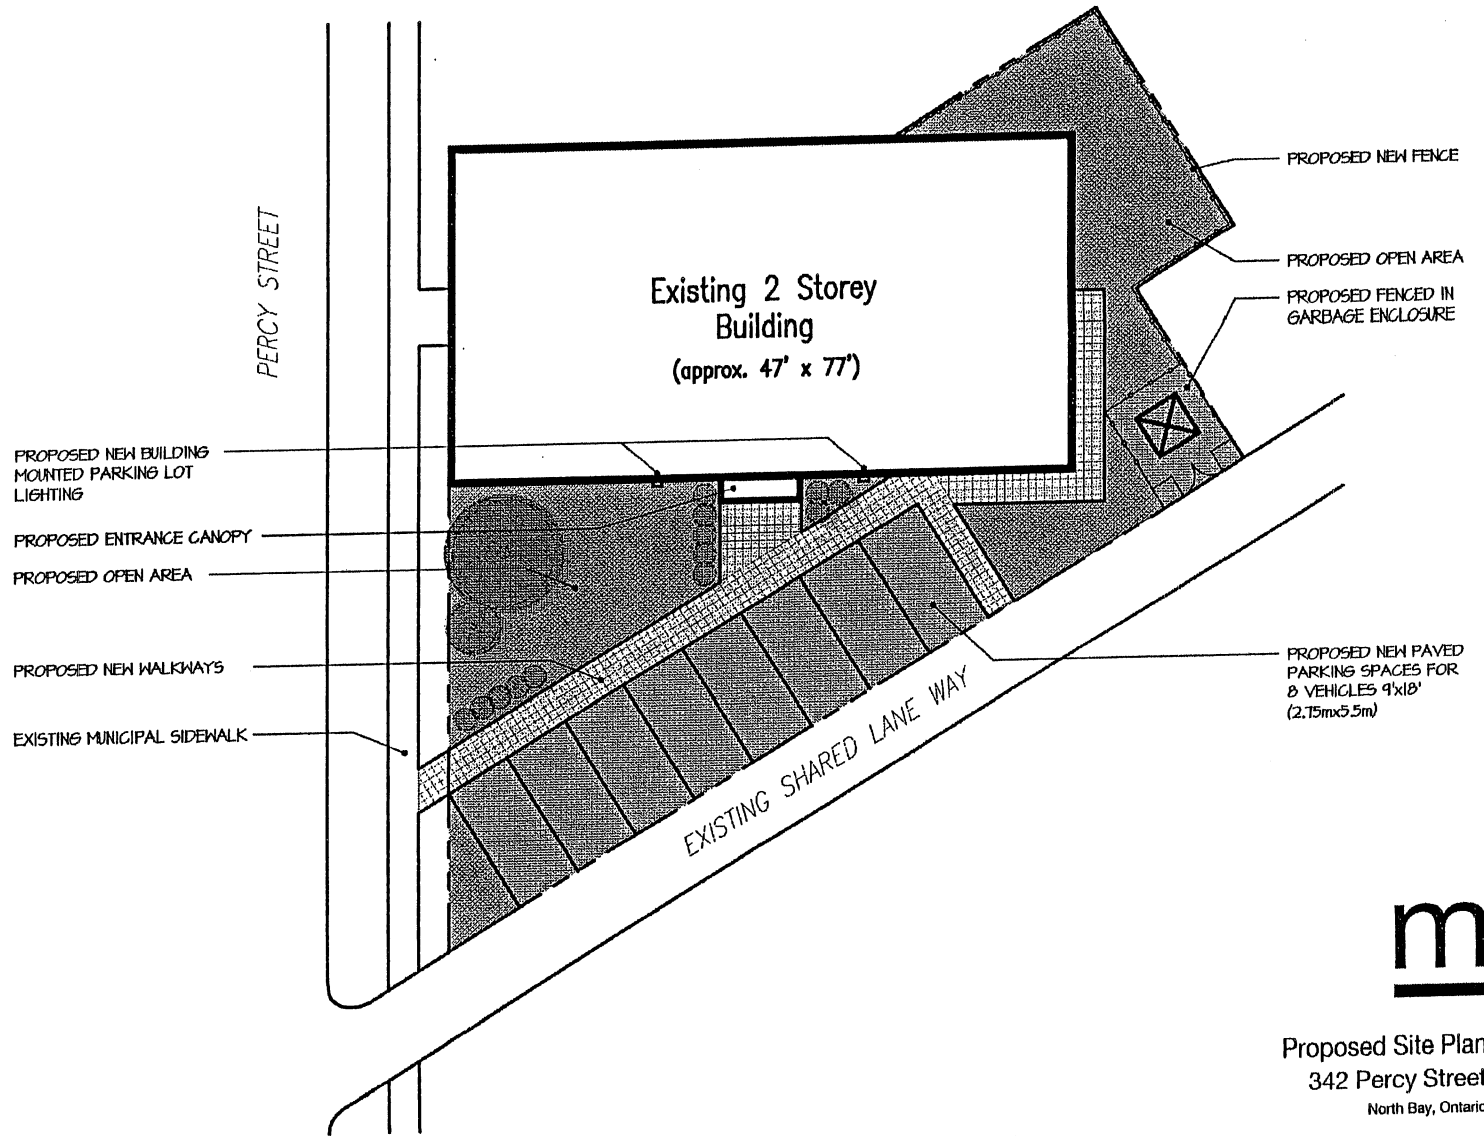 PERCY STREET
Existing 2 Storey
Building
(approx. 47' x 77')
PROPOSED NEW FENCE
PROPOSED OPEN AREA
PROPOSED FENCED IN
GARBAGE ENCLOSURE
PROPOSED NEW BUILDING
MOUNTED PARKING LOT
LIGHTING
PROPOSED ENTRANCE CANOPY
PROPOSED OPEN AREA
PROPOSED NEW WALKWAYS
EXISTING MUNICIPAL SIDEWALK
PROPOSED NEW PAVED
PARKING SPACES FOR
8 VEHICLES 9'x18'
(2.75mx5.5m)
EXISTING SHARED LANE WAY
m
Proposed Site Plan
342 Percy Street
North Bay, Ontario